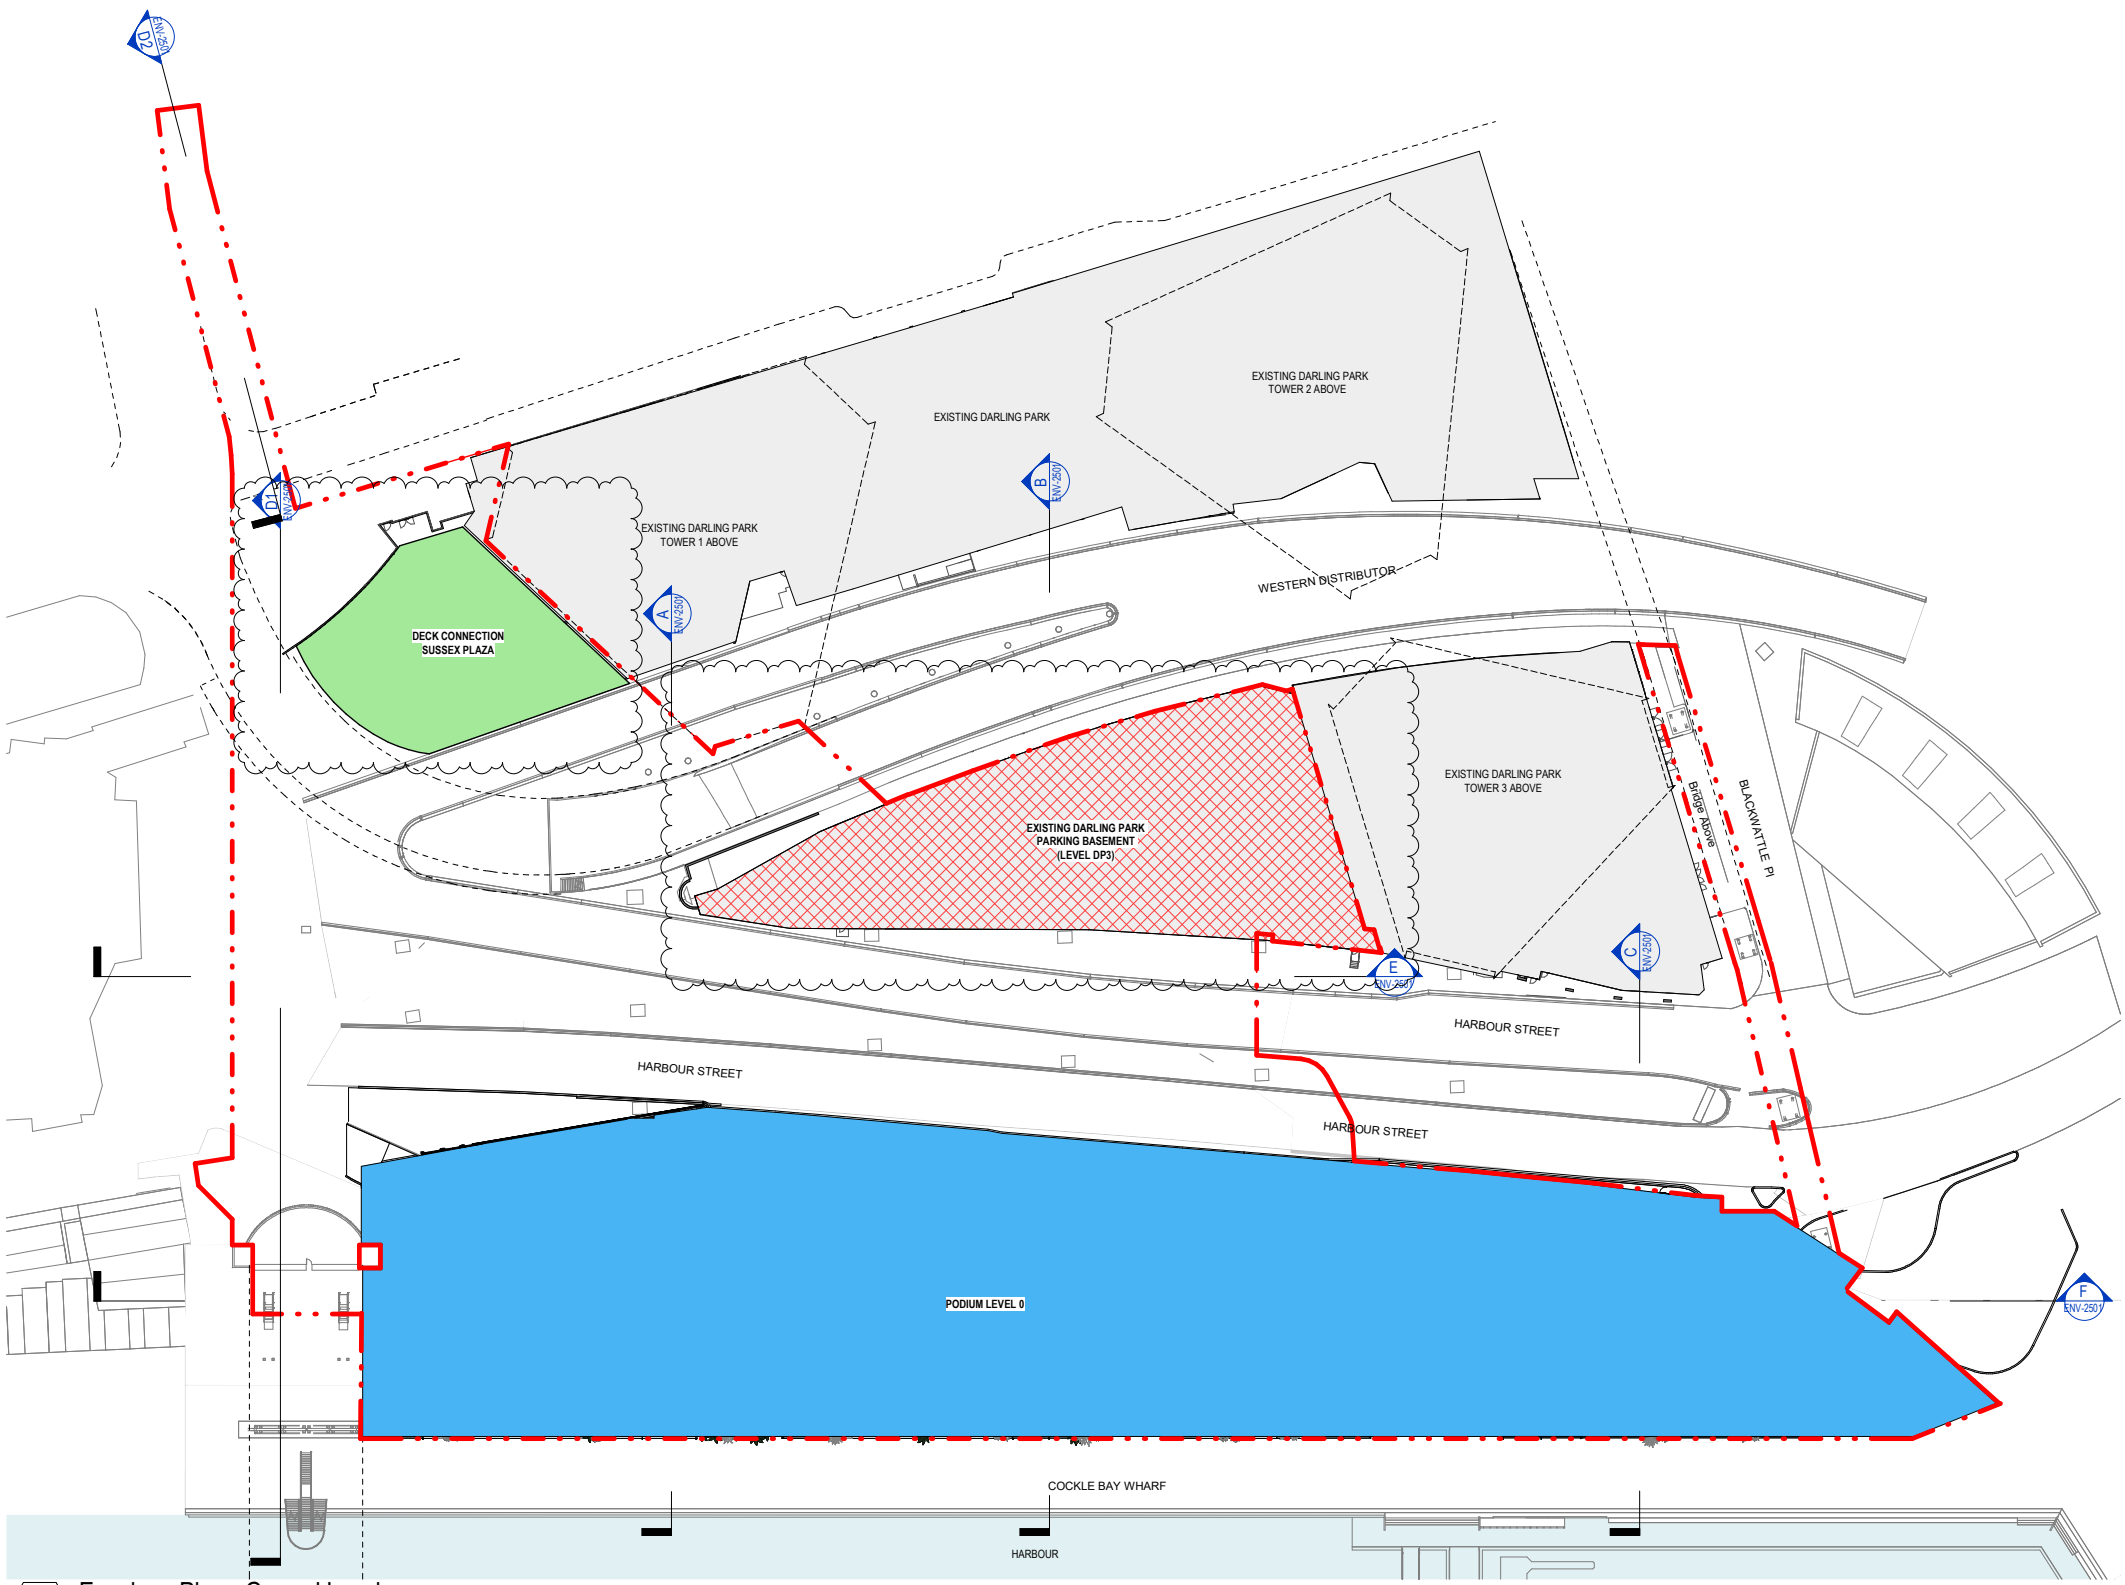 D2
ENV-2501
EXISTING DARLING PARK
TOWER 2 ABOVE
EXISTING DARLING PARK
B
ENV-2501
D1
ENV-2501
EXISTING DARLING PARK
TOWER 1 ABOVE
WESTERN DISTRIBUTOR
A
ENV-2501
DECK CONNECTION
SUSSEX PLAZA
EXISTING DARLING PARK
TOWER 3 ABOVE
Bridge Above
BLACKWATTLE Pl
EXISTING DARLING PARK
PARKING BASEMENT
(LEVEL DP3)
C
ENV-2501
E
ENV-2501
HARBOUR STREET
HARBOUR STREET
HARBOUR STREET
PODIUM LEVEL 0
F
ENV-2501
COCKLE BAY WHARF
HARBOUR